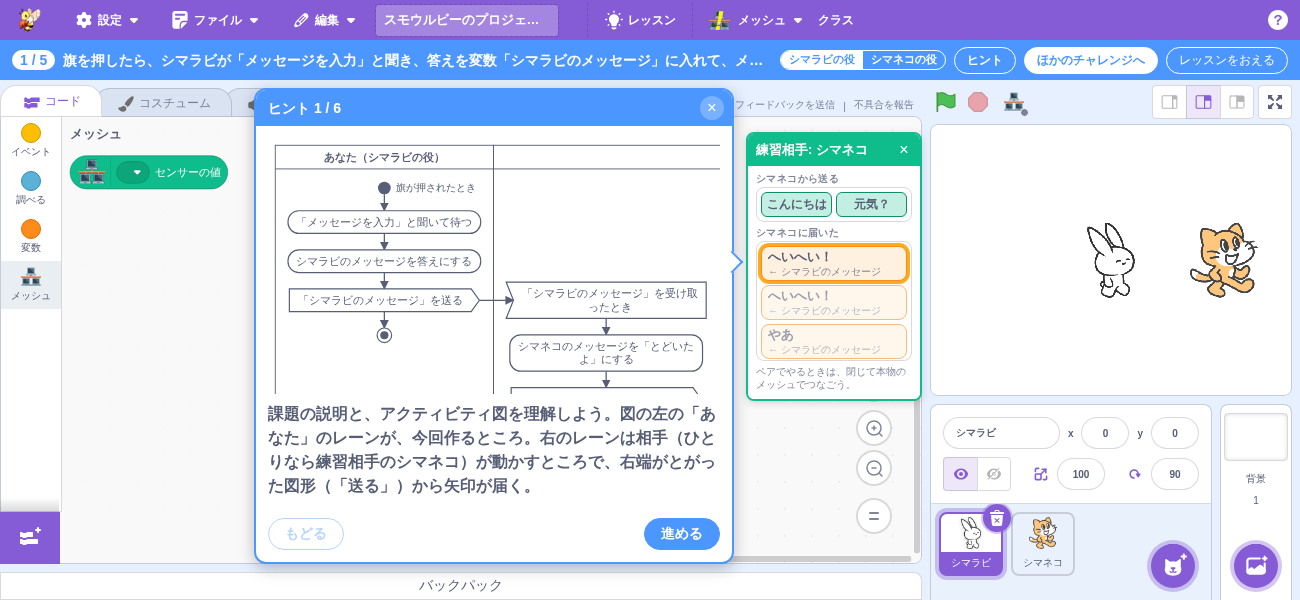 設定
ファイル
編集
スモウルビーのプロジェ…
レッスン
メッシュ
クラス
?
1 / 5
旗を押したら、シマラビが「メッセージを入力」と聞き、答えを変数「シマラビのメッセージ」に入れて、メ…
シマラビの役
シマネコの役
ヒント
ほかのチャレンジへ
レッスンをおえる
コード
コスチューム
フィードバックを送信 | 不具合を報告
イベント
調べる
変数
メッシュ
メッシュ
センサーの値
ヒント 1 / 6
×
あなた（シマラビの役）
旗が押されたとき
「メッセージを入力」と聞いて待つ
シマラビのメッセージを答えにする
「シマラビのメッセージ」を送る
「シマラビのメッセージ」を受け取
ったとき
シマネコのメッセージを「とどいた
よ」にする
課題の説明と、アクティビティ図を理解しよう。図の左の「あ
なた」のレーンが、今回作るところ。右のレーンは相手（ひと
りなら練習相手のシマネコ）が動かすところで、右端がとがっ
た図形（「送る」）から矢印が届く。
もどる
進める
練習相手: シマネコ
×
シマネコから送る
こんにちは
元気？
シマネコに届いた
へいへい！
← シマラビのメッセージ
へいへい！
← シマラビのメッセージ
やあ
← シマラビのメッセージ
ペアでやるときは、閉じて本物の
メッシュでつなごう。
シマラビ
x
0
y
0
100
90
シマラビ
シマネコ
背景
1
バックパック